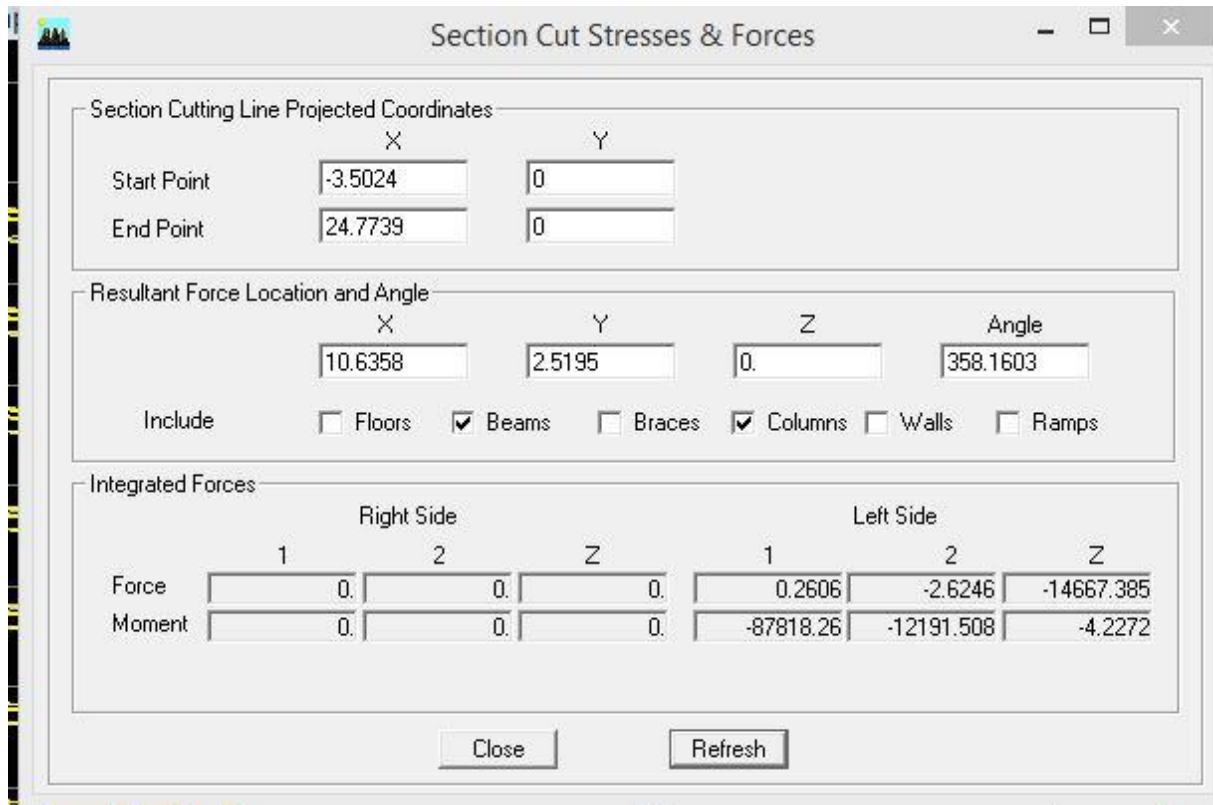 Section Cut Stresses & Forces
Section Cutting Line Projected Coordinates
X Y
Start Point -3.5024 0
End Point 24.7739 0
Resultant Force Location and Angle
X Y Z Angle
10.6358 2.5195 0. 358.1603
Include Floors Beams Braces Columns Walls Ramps
Integrated Forces
Right Side Left Side
1 2 Z 1 2 Z
Force 0. 0. 0. 0.2606 -2.6246 -14667.385
Moment 0. 0. 0. -87818.26 -12191.508 -4.2272
Close Refresh